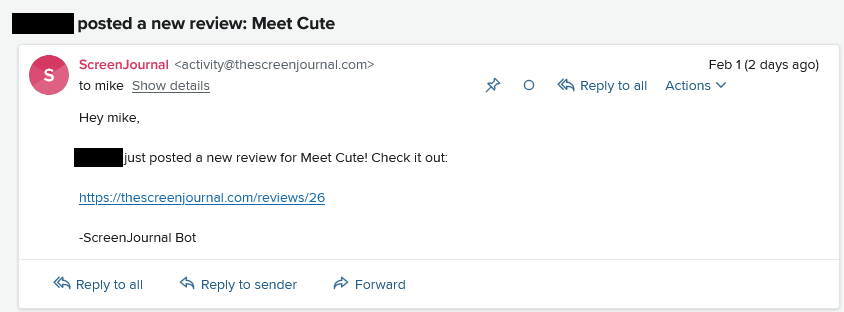 posted a new review: Meet Cute
S
ScreenJournal <activity@thescreenjournal.com>
Feb 1 (2 days ago)
to mike Show details
Reply to all Actions
Hey mike,
just posted a new review for Meet Cute! Check it out:
https://thescreenjournal.com/reviews/26
-ScreenJournal Bot
Reply to all Reply to sender Forward